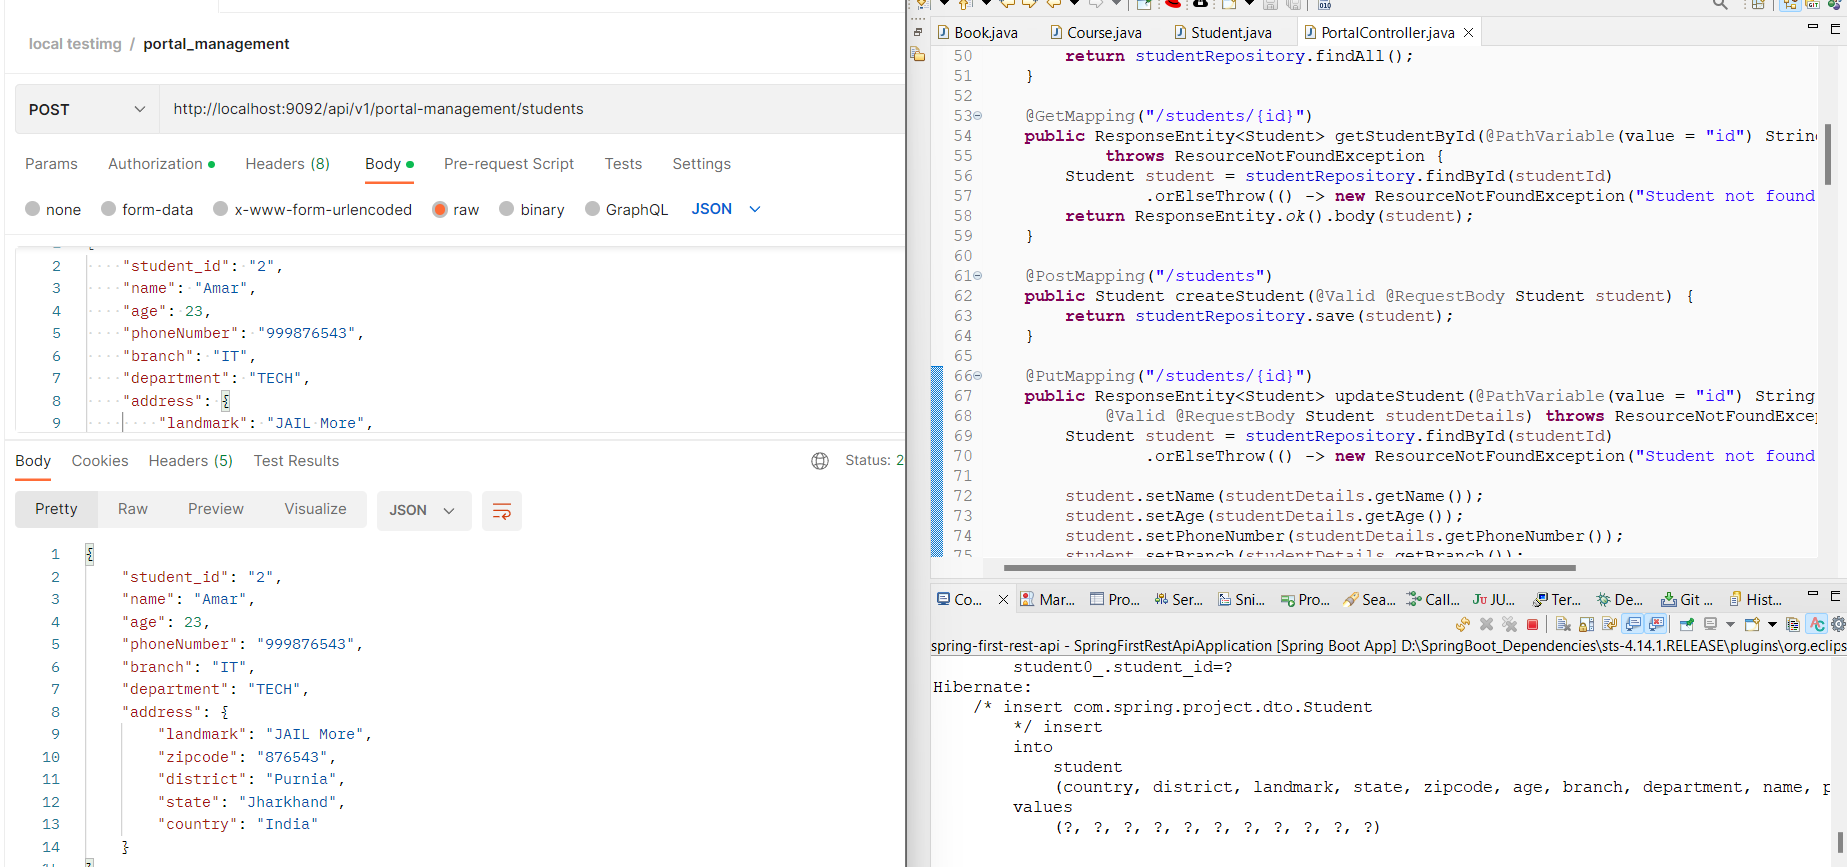 local testimg / portal_management
POST
http://localhost:9092/api/v1/portal-management/students
Params Authorization Headers (8) Body Pre-request Script Tests Settings
none form-data x-www-form-urlencoded raw binary GraphQL JSON
2 "student_id": "2",
3 "name": "Amar",
4 "age": 23,
5 "phoneNumber": "999876543",
6 "branch": "IT",
7 "department": "TECH",
8 "address": {
9 "landmark": "JAIL More",
Body Cookies Headers (5) Test Results Status: 2
Pretty Raw Preview Visualize JSON
1 {
2 "student_id": "2",
3 "name": "Amar",
4 "age": 23,
5 "phoneNumber": "999876543",
6 "branch": "IT",
7 "department": "TECH",
8 "address": {
9 "landmark": "JAIL More",
10 "zipcode": "876543",
11 "district": "Purnia",
12 "state": "Jharkhand",
13 "country": "India"
14 }
Book.java Course.java Student.java PortalController.java
50 return studentRepository.findAll();
51 }
52
53 @GetMapping("/students/{id}")
54 public ResponseEntity<Student> getStudentById(@PathVariable(value = "id") String
55 throws ResourceNotFoundException {
56 Student student = studentRepository.findById(studentId)
57 .orElseThrow(() -> new ResourceNotFoundException("Student not found
58 return ResponseEntity.ok().body(student);
59 }
60
61 @PostMapping("/students")
62 public Student createStudent(@Valid @RequestBody Student student) {
63 return studentRepository.save(student);
64 }
65
66 @PutMapping("/students/{id}")
67 public ResponseEntity<Student> updateStudent(@PathVariable(value = "id") String
68 @Valid @RequestBody Student studentDetails) throws ResourceNotFoundExcep
69 Student student = studentRepository.findById(studentId)
70 .orElseThrow(() -> new ResourceNotFoundException("Student not found
71
72 student.setName(studentDetails.getName());
73 student.setAge(studentDetails.getAge());
74 student.setPhoneNumber(studentDetails.getPhoneNumber());
75 student.setBranch(studentDetails.getBranch());
Co... Mar... Pro... Ser... Sni... Pro... Sea... Call... JU... Ter... De... Git ... Hist...
spring-first-rest-api - SpringFirstRestApiApplication [Spring Boot App] D:\SpringBoot_Dependencies\sts-4.14.1.RELEASE\plugins\org.eclips
student0_.student_id=?
Hibernate:
/* insert com.spring.project.dto.Student
*/ insert
into
student
(country, district, landmark, state, zipcode, age, branch, department, name, p
values
(?, ?, ?, ?, ?, ?, ?, ?, ?, ?, ?)